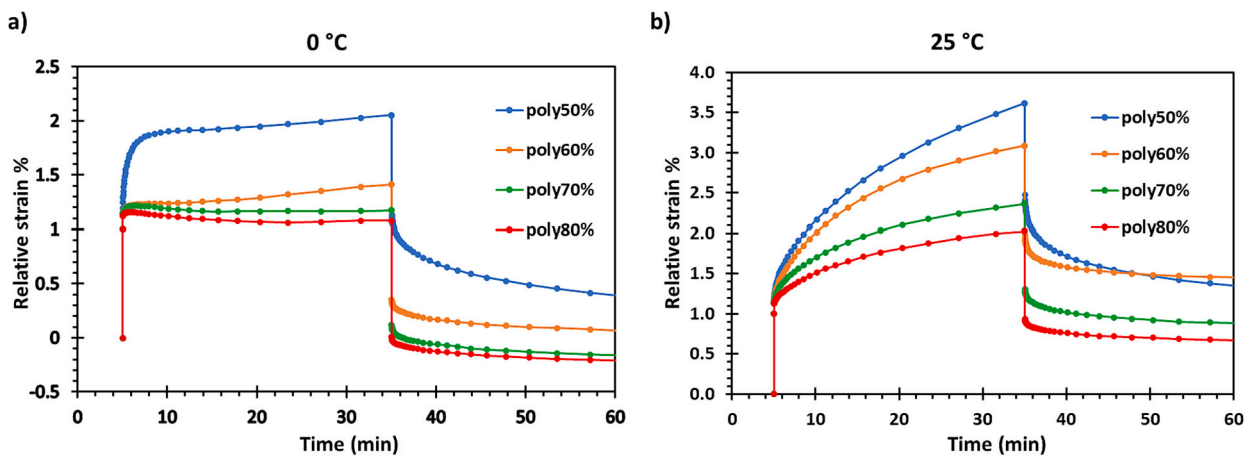 a)
0 °C
Relative strain %
2.5
2
1.5
1
0.5
0
-0.5
0
10
20
30
40
50
60
Time (min)
poly50%
poly60%
poly70%
poly80%
b)
25 °C
Relative strain %
4.0
3.5
3.0
2.5
2.0
1.5
1.0
0.5
0.0
0
10
20
30
40
50
60
Time (min)
poly50%
poly60%
poly70%
poly80%